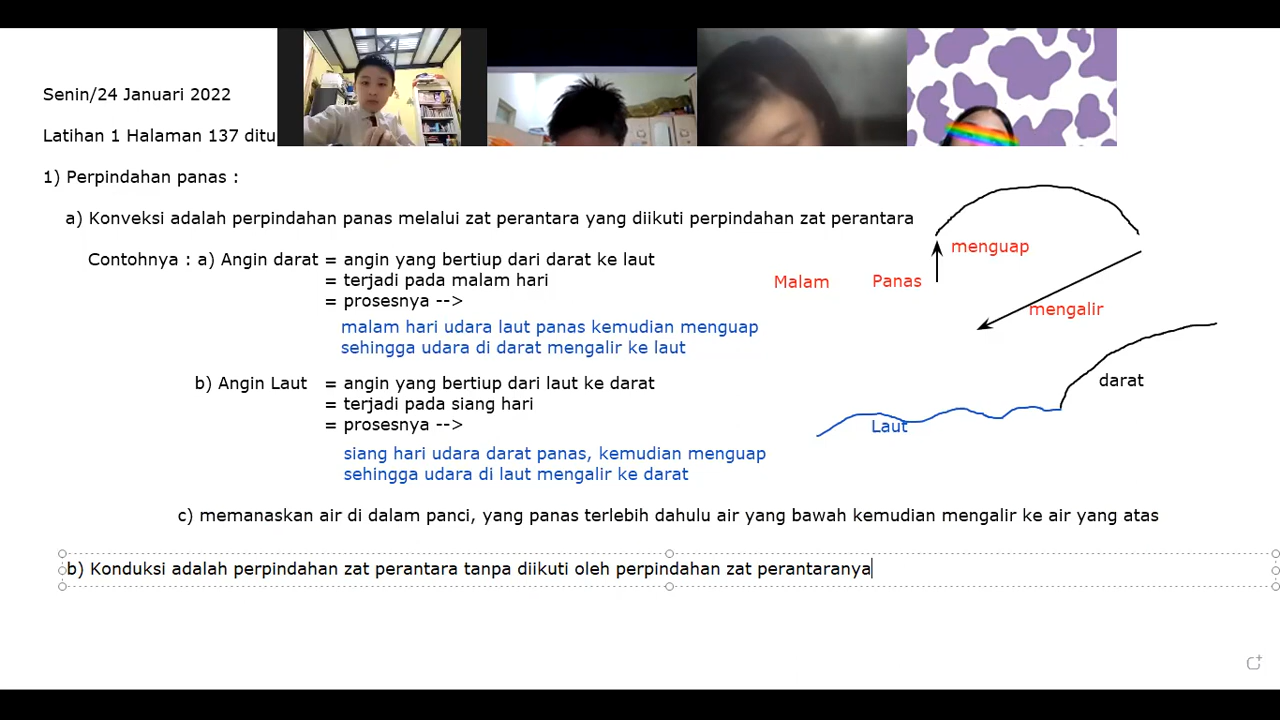 Senin/24 Januari 2022
Latihan 1 Halaman 137 ditu
1) Perpindahan panas :
a) Konveksi adalah perpindahan panas melalui zat perantara yang diikuti perpindahan zat perantara
Contohnya : a) Angin darat = angin yang bertiup dari darat ke laut
= terjadi pada malam hari
= prosesnya -->
malam hari udara laut panas kemudian menguap
sehingga udara di darat mengalir ke laut
b) Angin Laut = angin yang bertiup dari laut ke darat
= terjadi pada siang hari
= prosesnya -->
siang hari udara darat panas, kemudian menguap
sehingga udara di laut mengalir ke darat
c) memanaskan air di dalam panci, yang panas terlebih dahulu air yang bawah kemudian mengalir ke air yang atas
b) Konduksi adalah perpindahan zat perantara tanpa diikuti oleh perpindahan zat perantaranya
menguap
Malam Panas
mengalir
darat
Laut